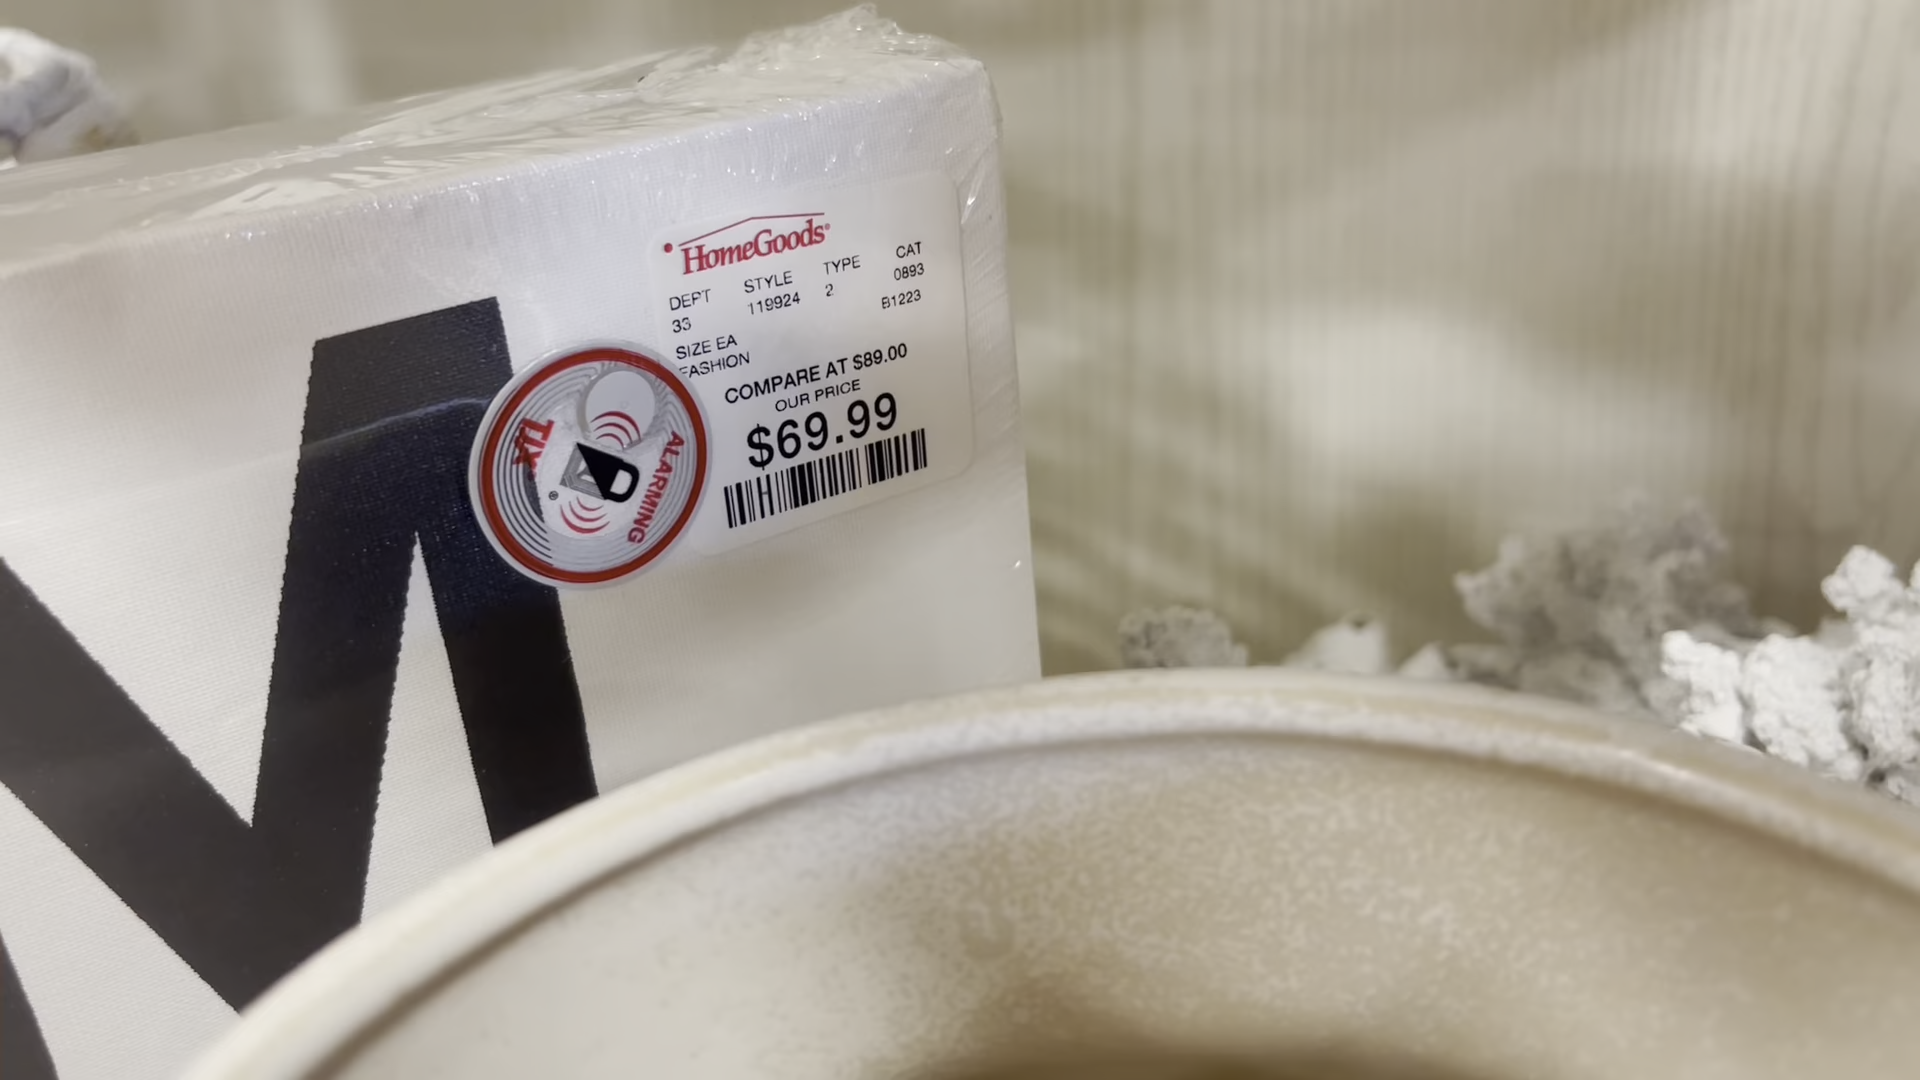 HomeGoods®
DEPT STYLE TYPE CAT
33 119924 2 0893
B1223
SIZE EA
FASHION
COMPARE AT $89.00
OUR PRICE
$69.99
ALARMING
TJX®
M